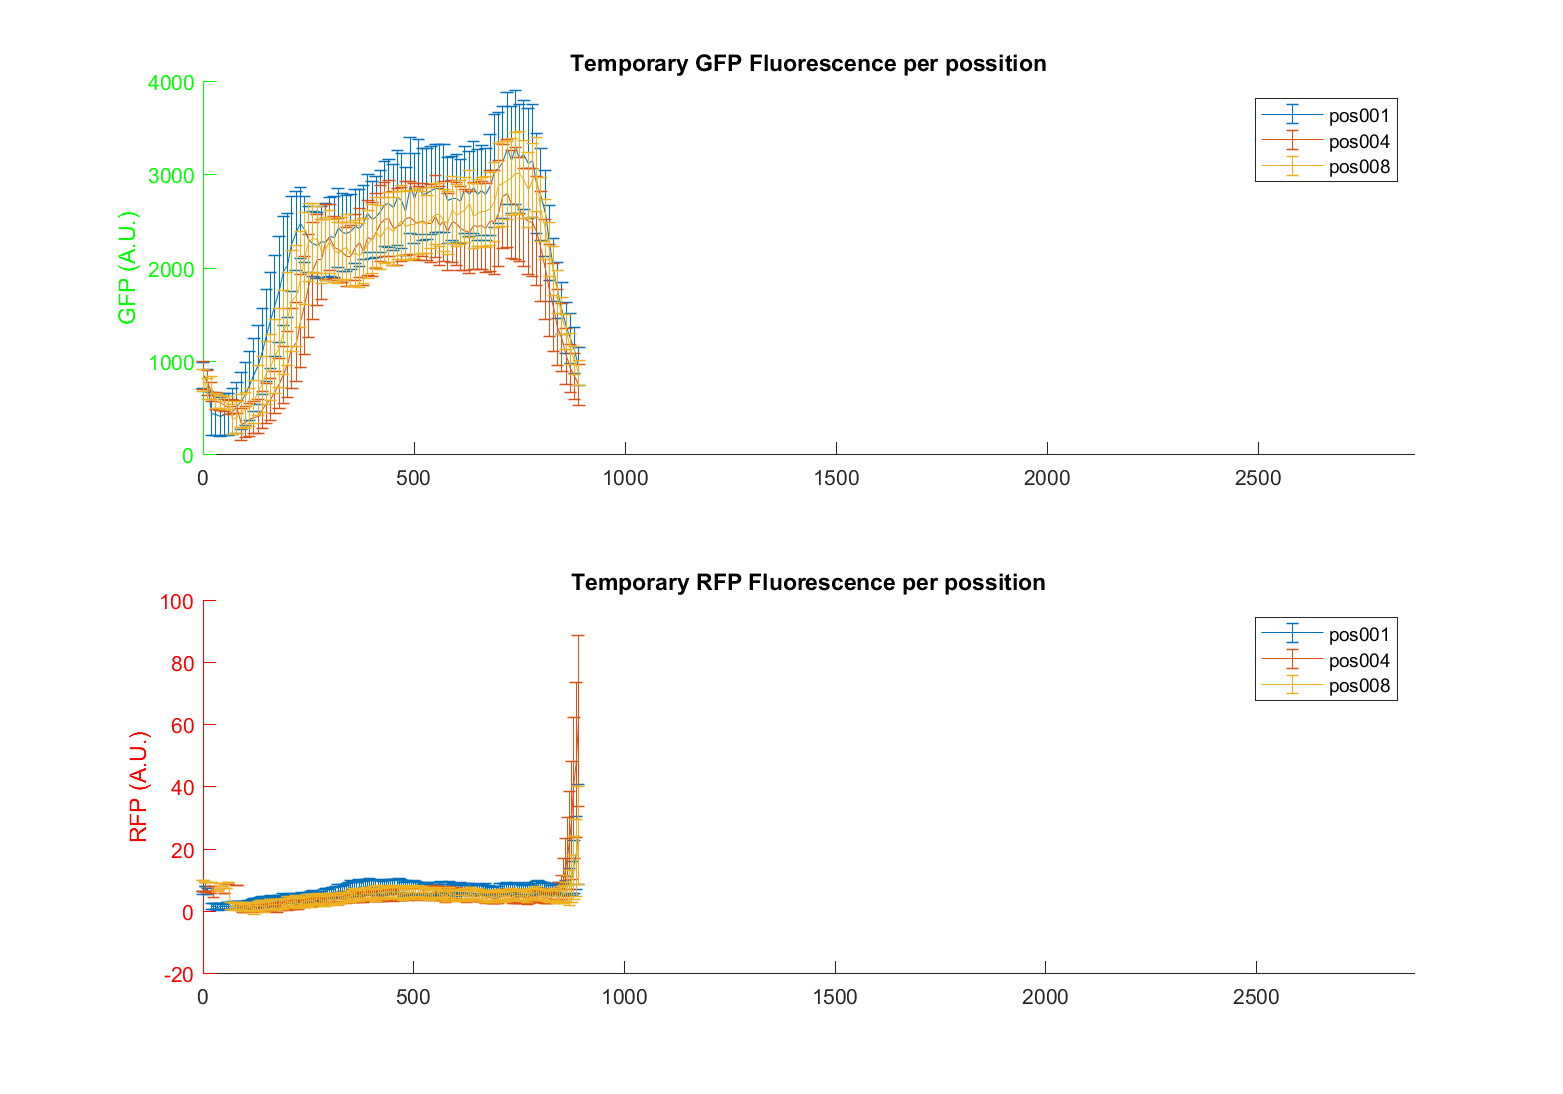 Temporary GFP Fluorescence per possition
4000
3000
2000
1000
0
GFP (A.U.)
pos001
pos004
pos008
0 500 1000 1500 2000 2500
Temporary RFP Fluorescence per possition
100
80
60
40
20
0
-20
RFP (A.U.)
pos001
pos004
pos008
0 500 1000 1500 2000 2500